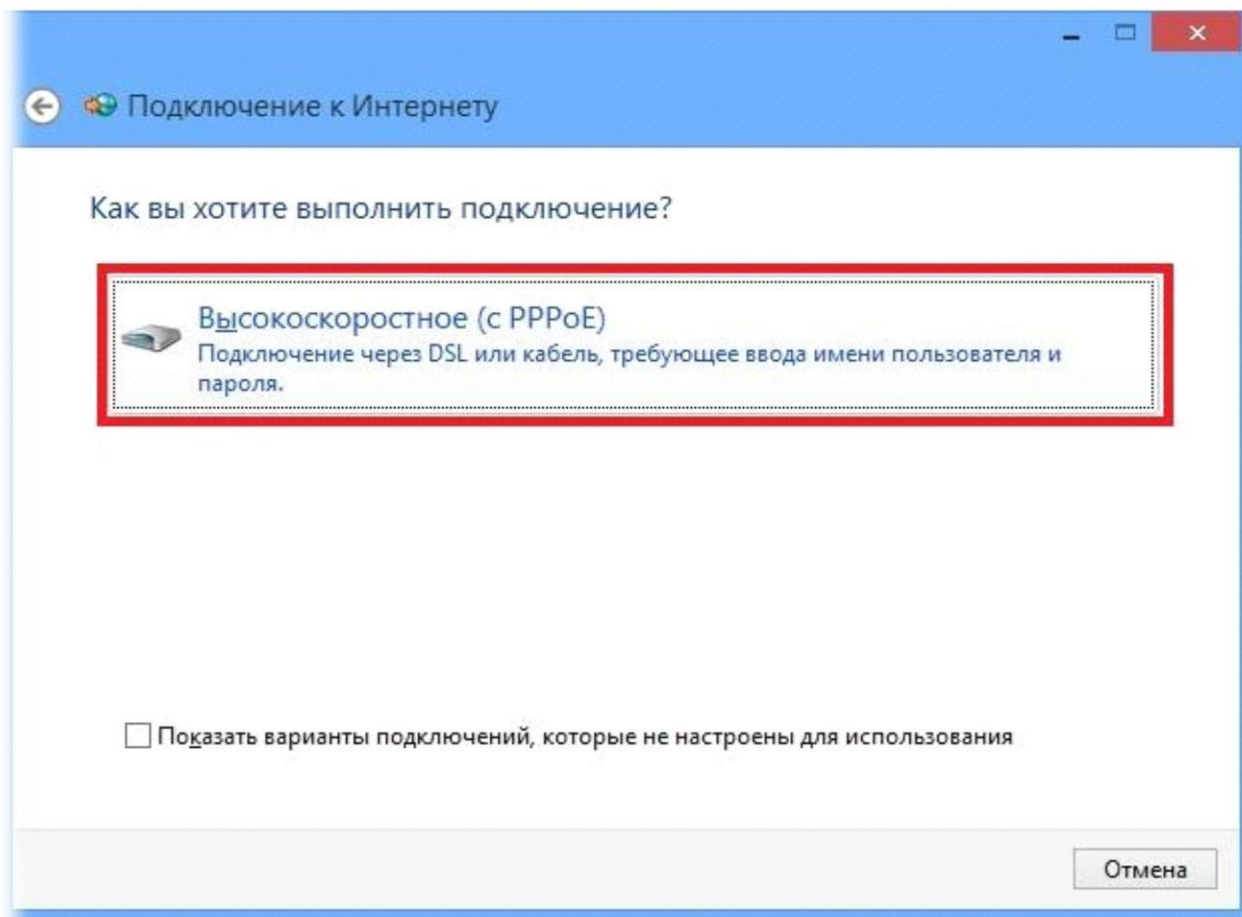 Подключение к Интернету
Как вы хотите выполнить подключение?
Высокоскоростное (с PPPoE)
Подключение через DSL или кабель, требующее ввода имени пользователя и
пароля.
Показать варианты подключений, которые не настроены для использования
Отмена